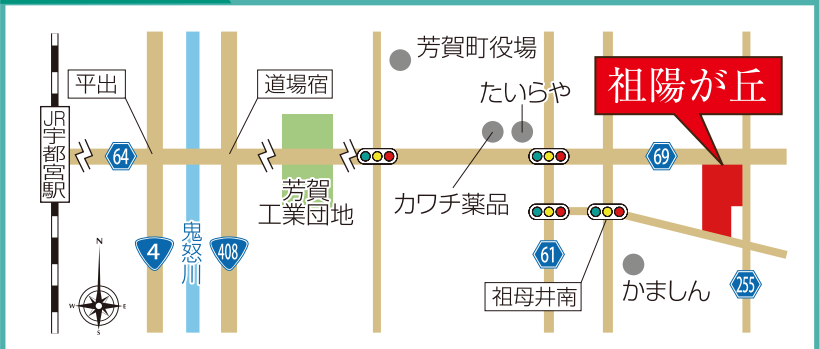 芳賀町役場
たいらや
祖陽が丘
平出
道場宿
JR宇都宮駅
64
69
芳賀
工業団地
カワチ薬品
鬼怒川
4
408
61
祖母井南
かましん
255
N
W
E
S